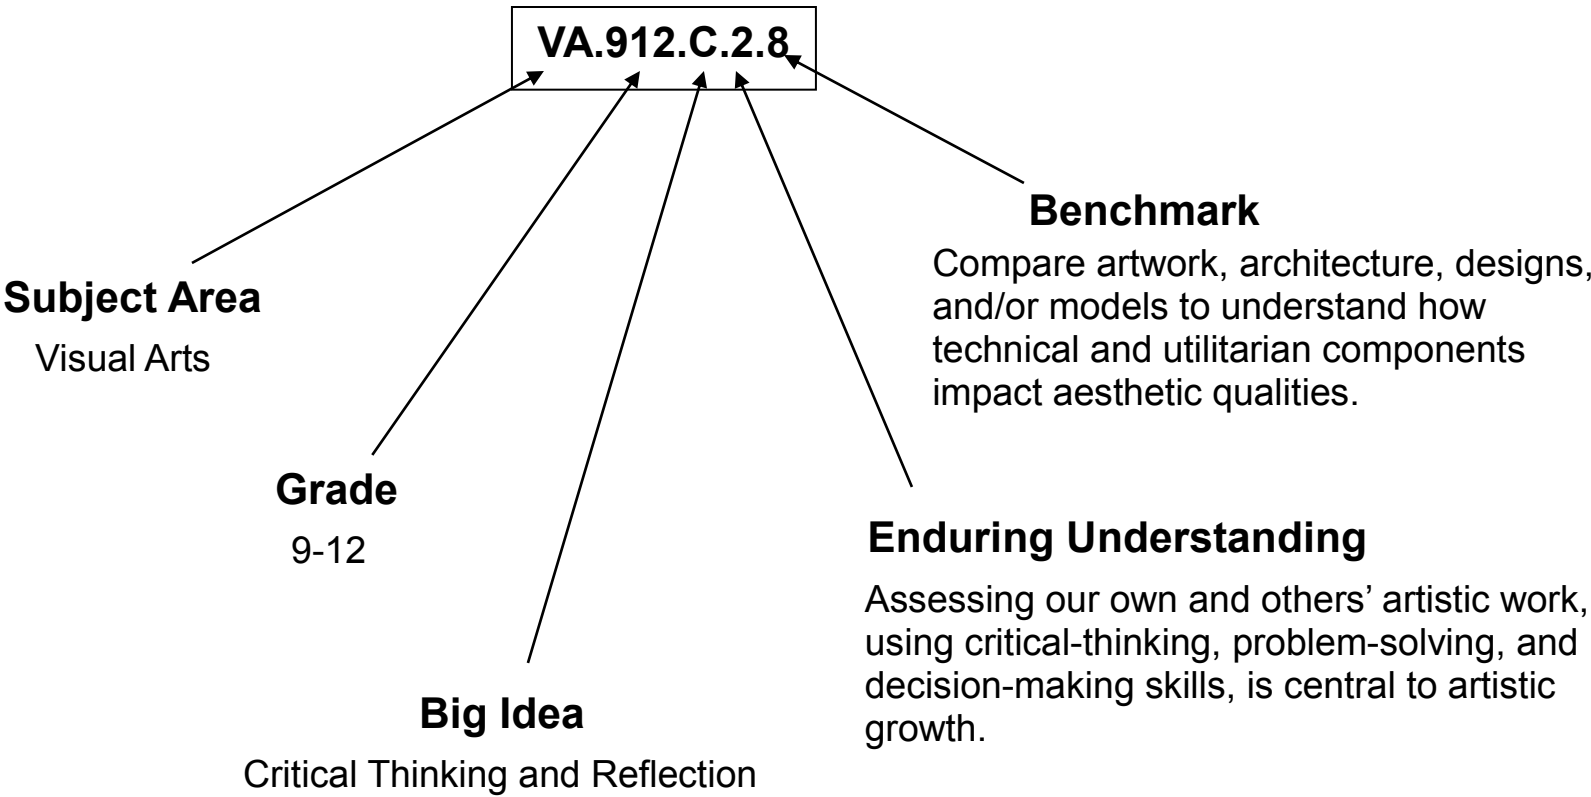 VA.912.C.2.8
Benchmark
Compare artwork, architecture, designs,
and/or models to understand how
technical and utilitarian components
impact aesthetic qualities.
Subject Area
Visual Arts
Grade
9-12
Enduring Understanding
Assessing our own and others’ artistic work,
using critical-thinking, problem-solving, and
decision-making skills, is central to artistic
growth.
Big Idea
Critical Thinking and Reflection